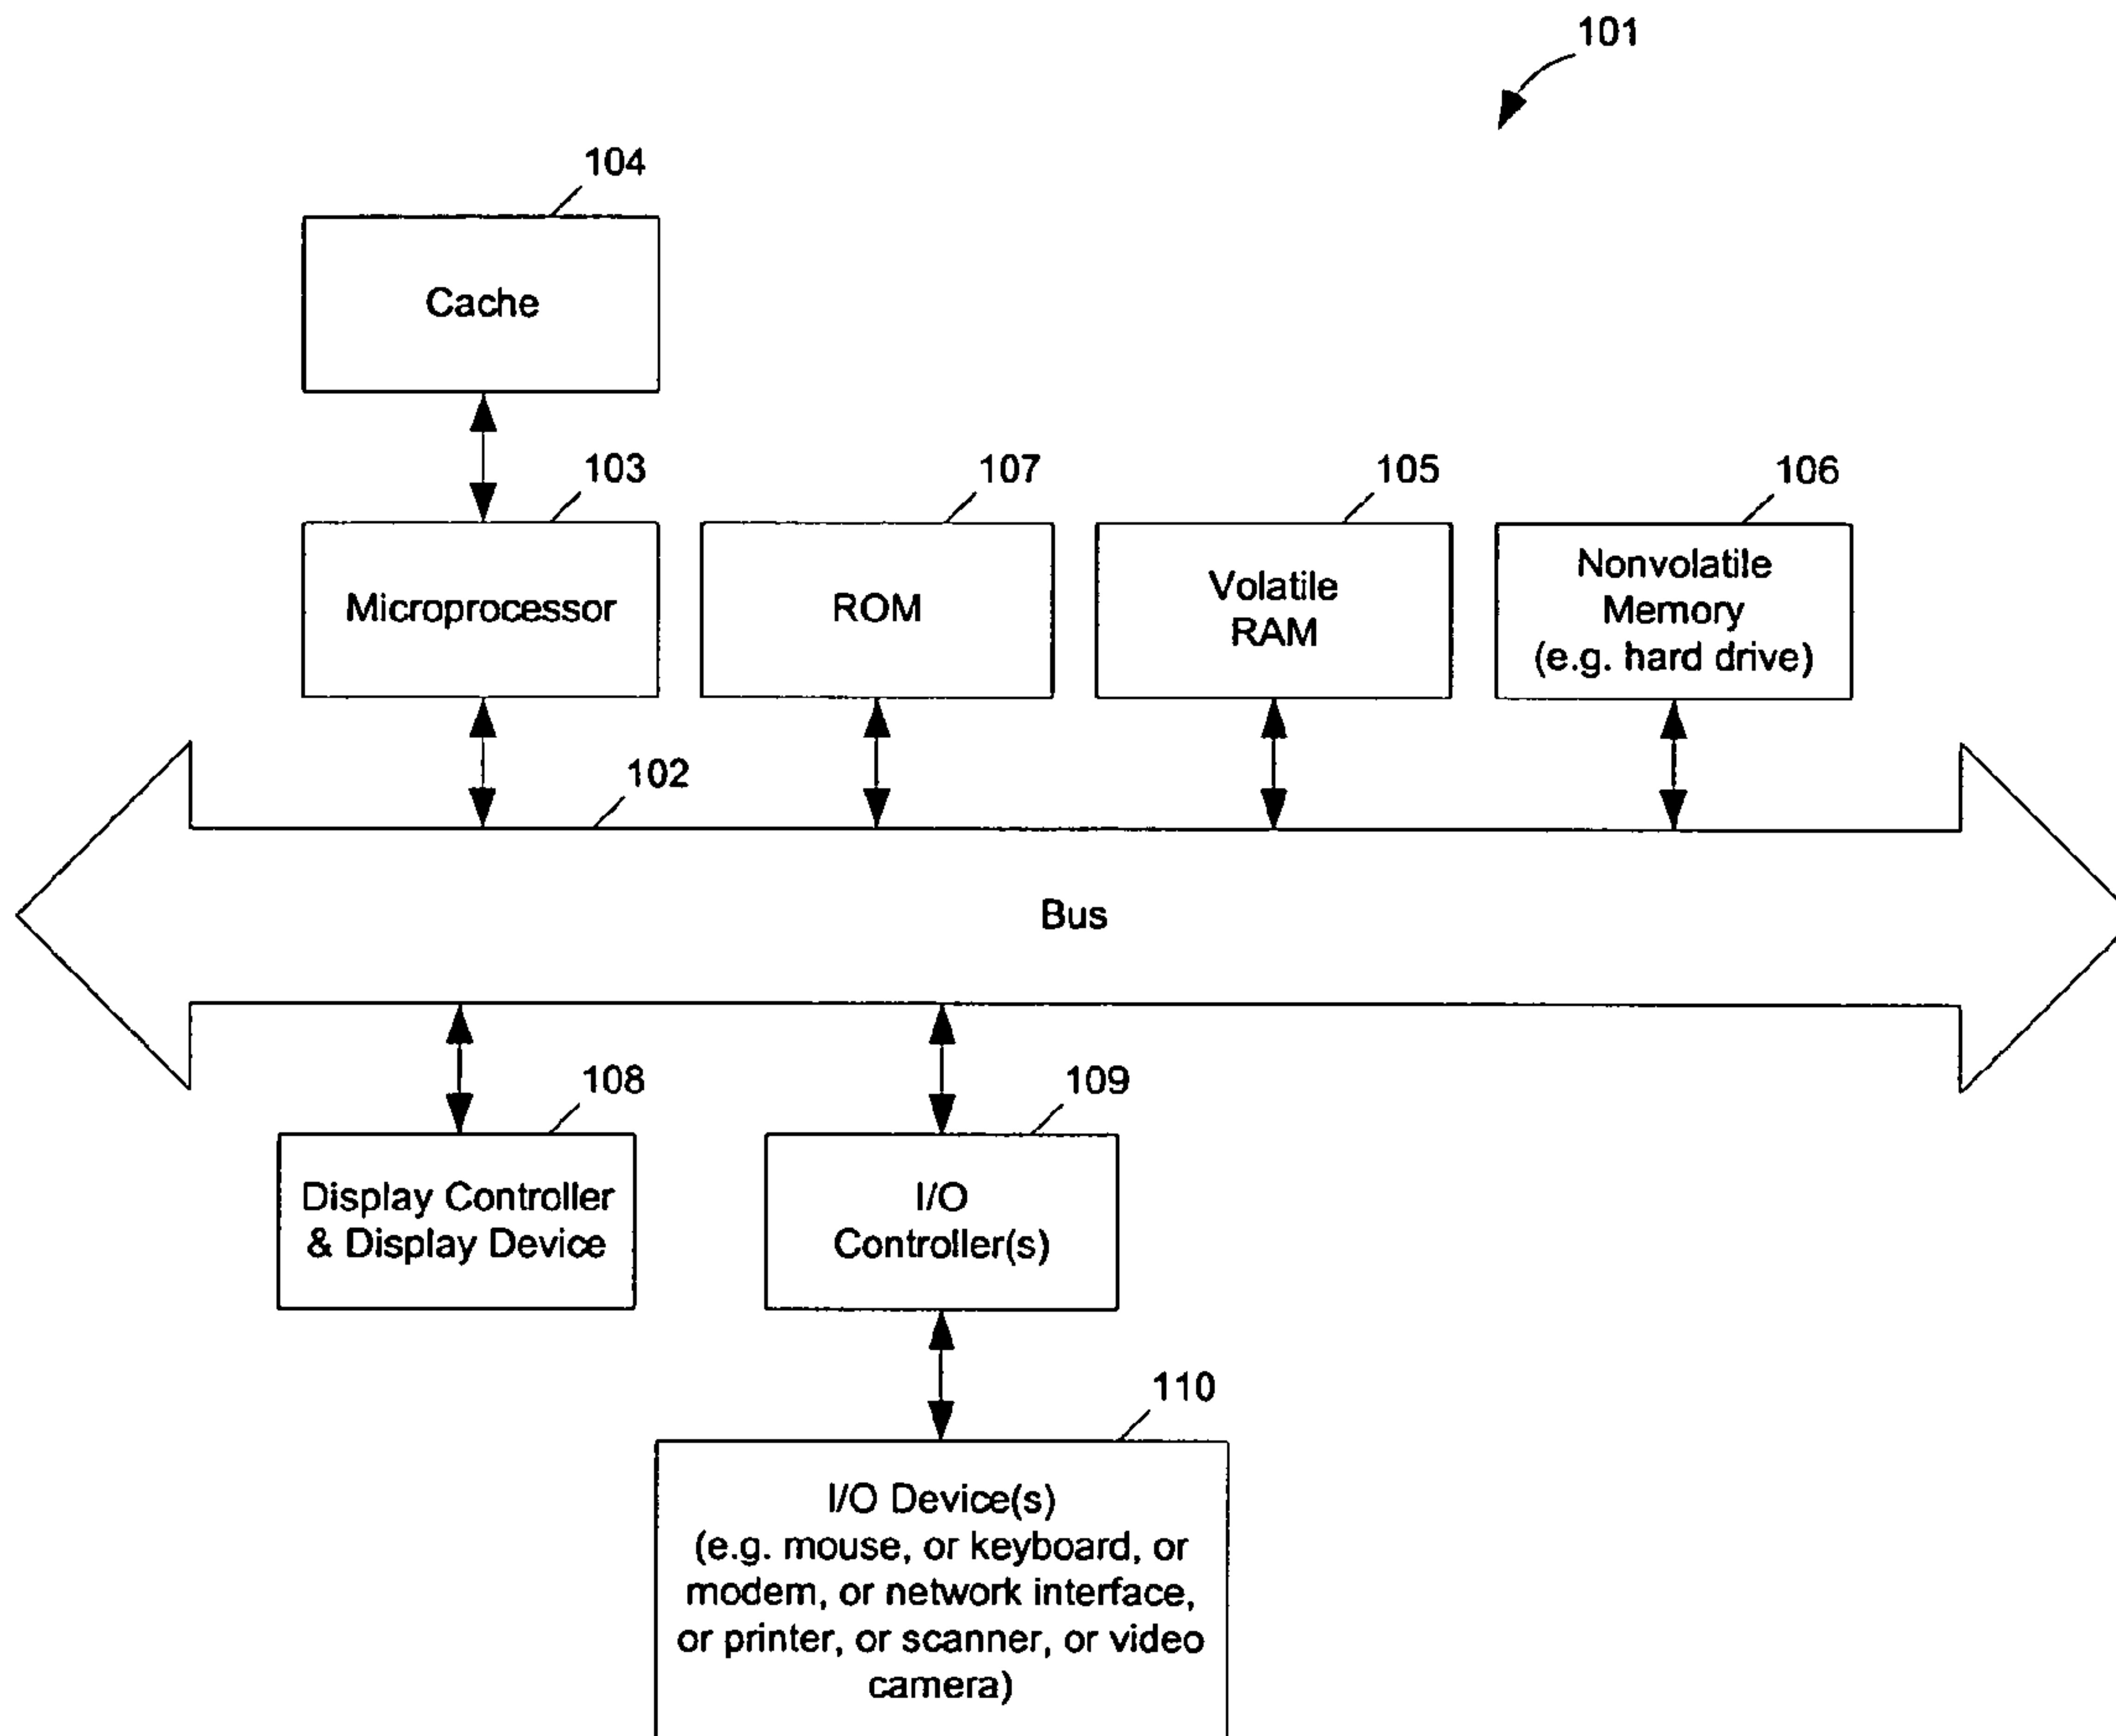 101
104
Cache
103
107
105
106
Microprocessor
ROM
Volatile
RAM
Nonvolatile
Memory
(e.g. hard drive)
102
Bus
108
109
Display Controller
& Display Device
I/O
Controller(s)
110
I/O Device(s)
(e.g. mouse, or keyboard, or
modem, or network interface,
or printer, or scanner, or video
camera)